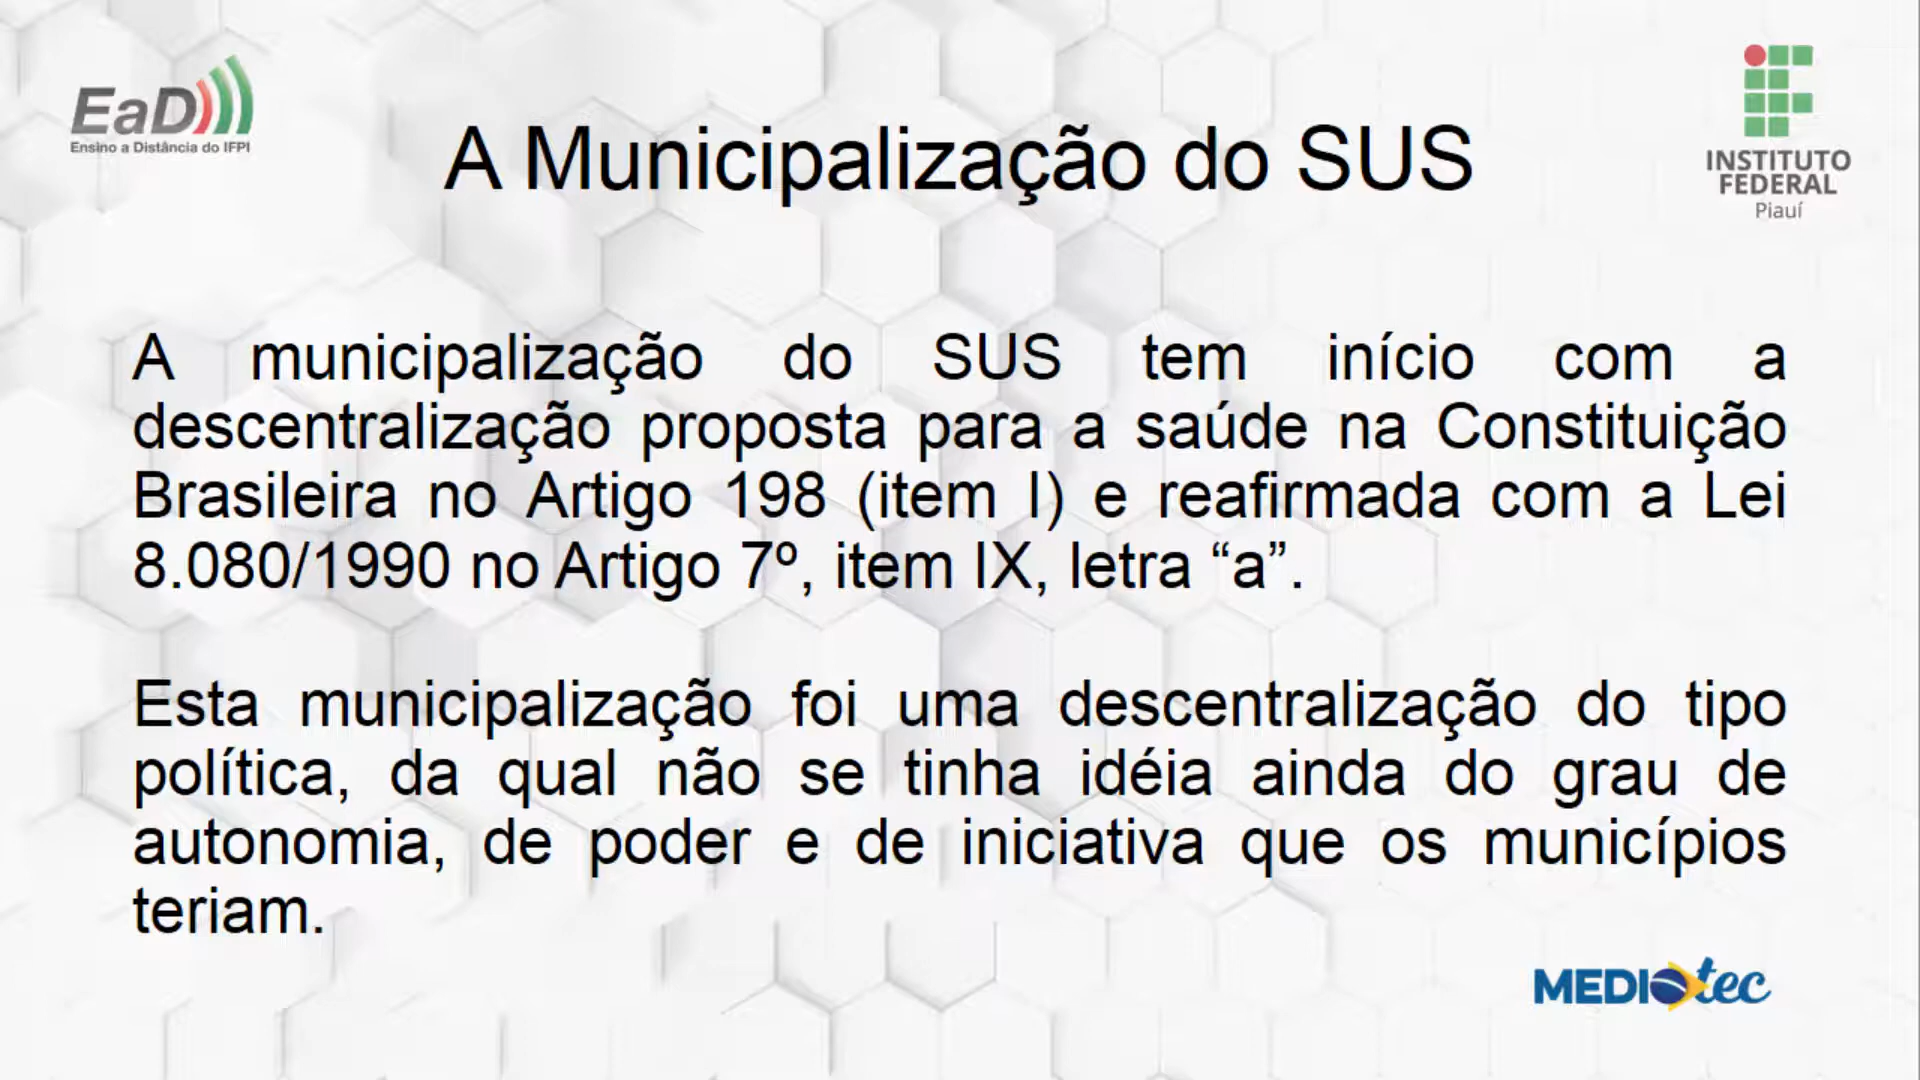 EaD
Ensino a Distância do IFPI
INSTITUTO
FEDERAL
Piauí
A Municipalização do SUS
A municipalização do SUS tem início com a
descentralização proposta para a saúde na Constituição
Brasileira no Artigo 198 (item I) e reafirmada com a Lei
8.080/1990 no Artigo 7º, item IX, letra “a”.
Esta municipalização foi uma descentralização do tipo
política, da qual não se tinha idéia ainda do grau de
autonomia, de poder e de iniciativa que os municípios
teriam.
MEDIOtec